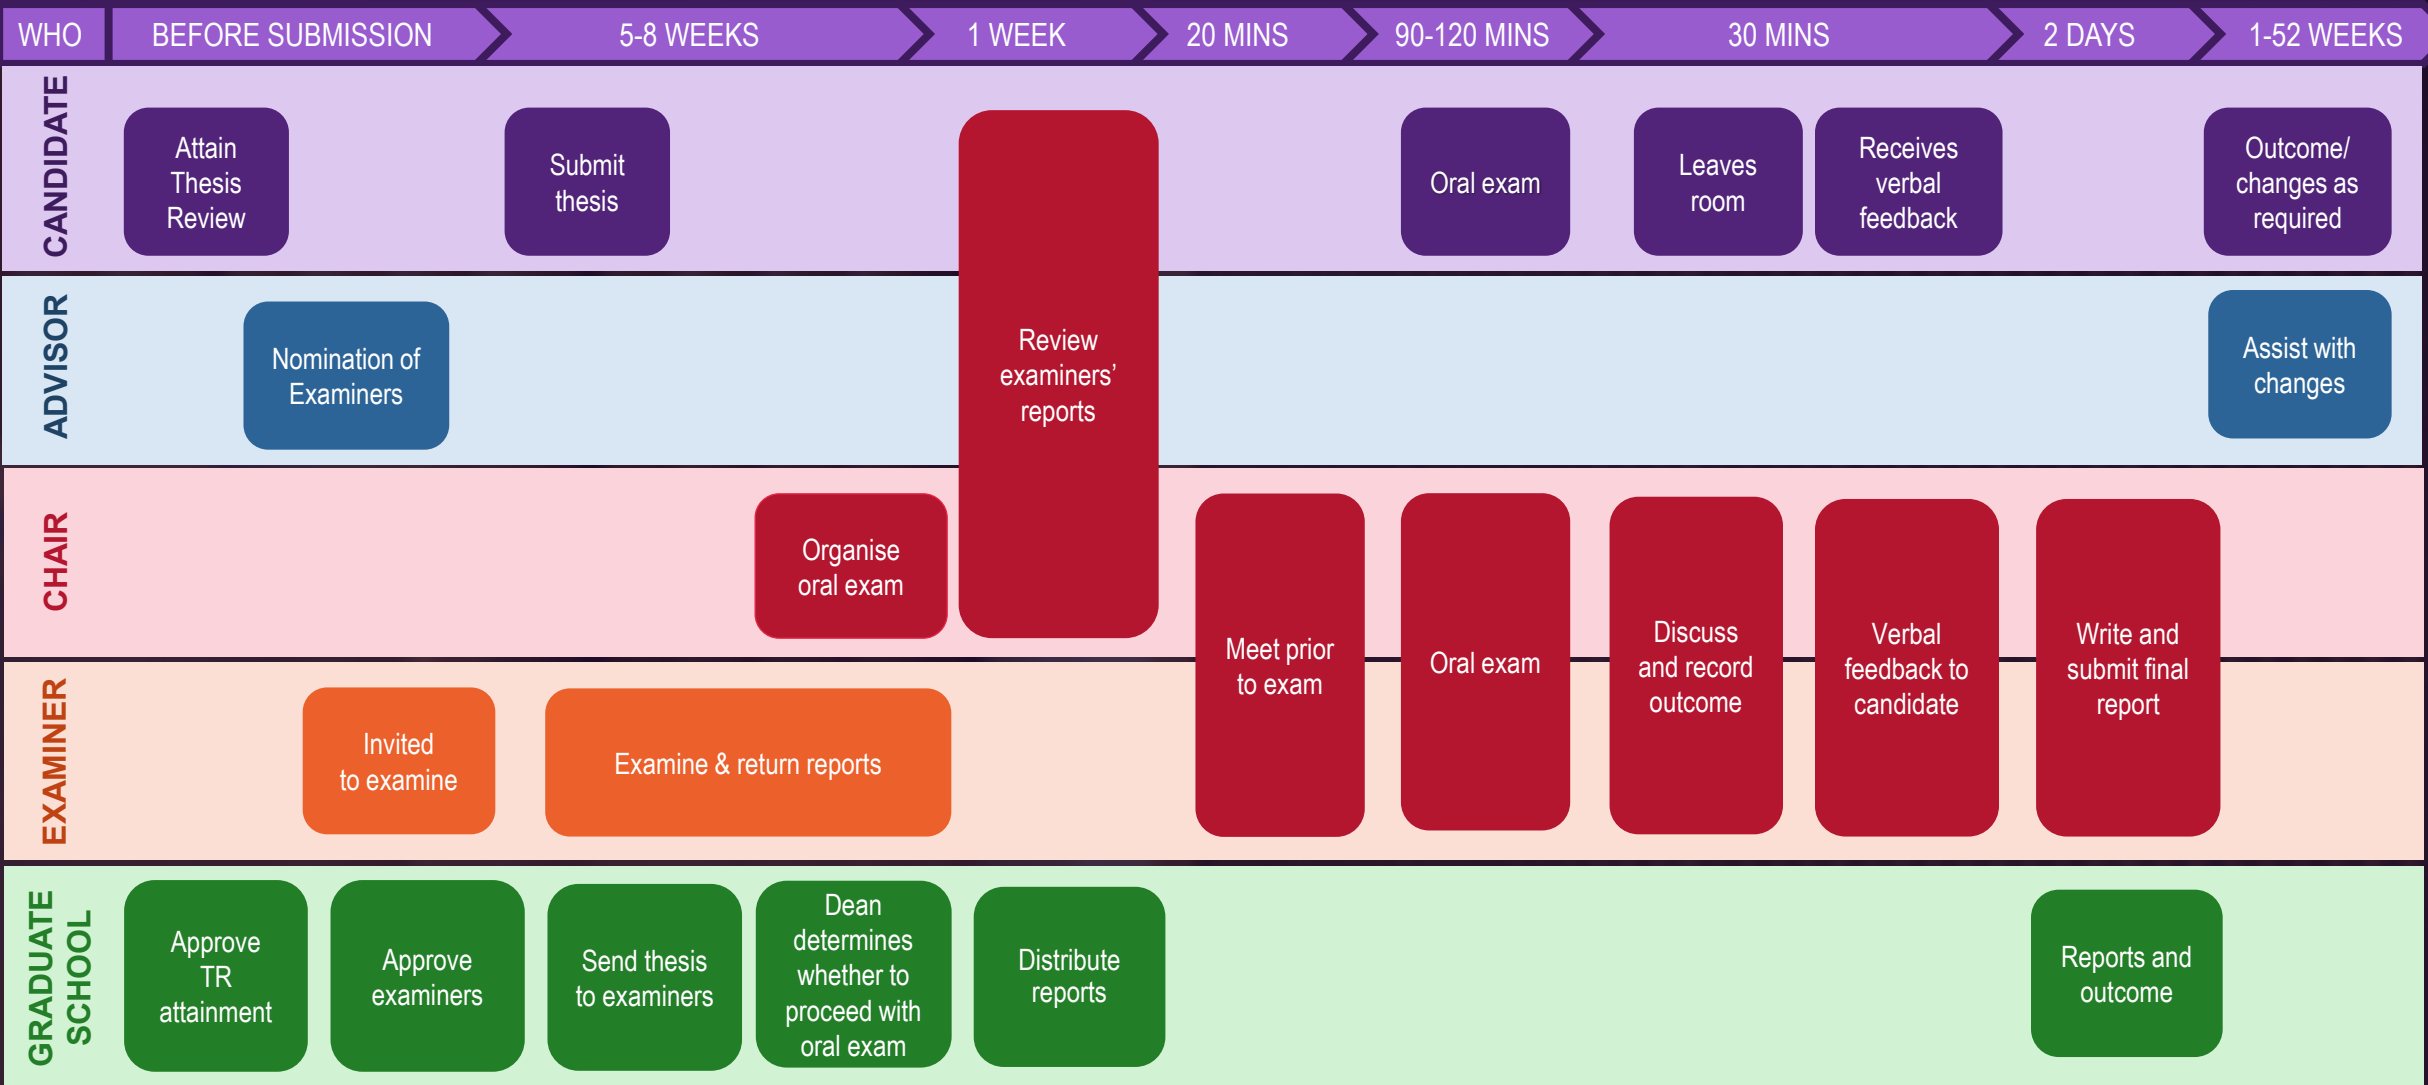 WHO
BEFORE SUBMISSION
5-8 WEEKS
1 WEEK
20 MINS
90-120 MINS
30 MINS
2 DAYS
1-52 WEEKS
CANDIDATE
Attain
Thesis
Review
Submit
thesis
Oral exam
Leaves
room
Receives
verbal
feedback
Outcome/
changes as
required
ADVISOR
Nomination of
Examiners
Review
examiners’
reports
Assist with
changes
CHAIR
Organise
oral exam
Meet prior
to exam
Oral exam
Discuss
and record
outcome
Verbal
feedback to
candidate
Write and
submit final
report
EXAMINER
Invited
to examine
Examine & return reports
GRADUATE
SCHOOL
Approve
TR
attainment
Approve
examiners
Send thesis
to examiners
Dean
determines
whether to
proceed with
oral exam
Distribute
reports
Reports and
outcome